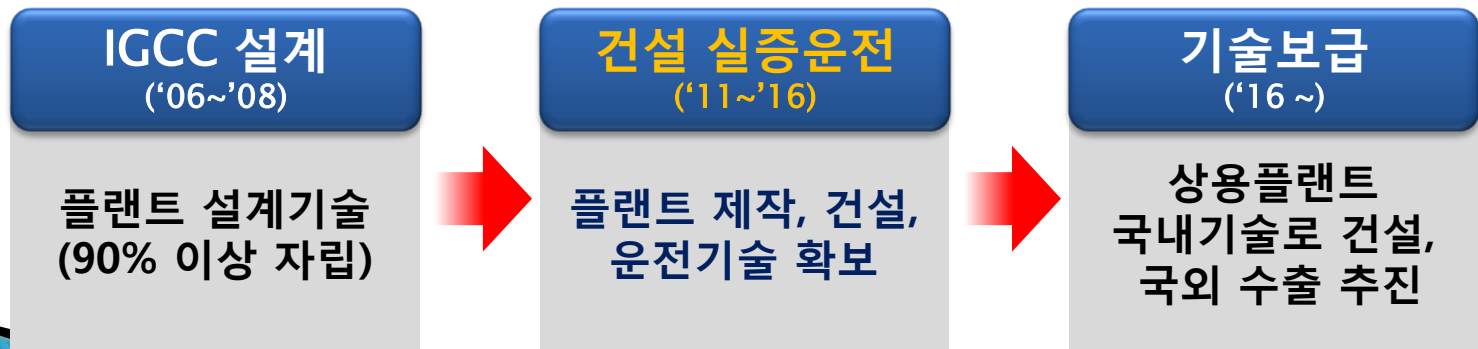 IGCC 설계
(‘06~’08)
플랜트 설계기술
(90% 이상 자립)
건설 실증운전
(‘11~’16)
플랜트 제작, 건설,
운전기술 확보
기술보급
(‘16 ~)
상용플랜트
국내기술로 건설,
국외 수출 추진